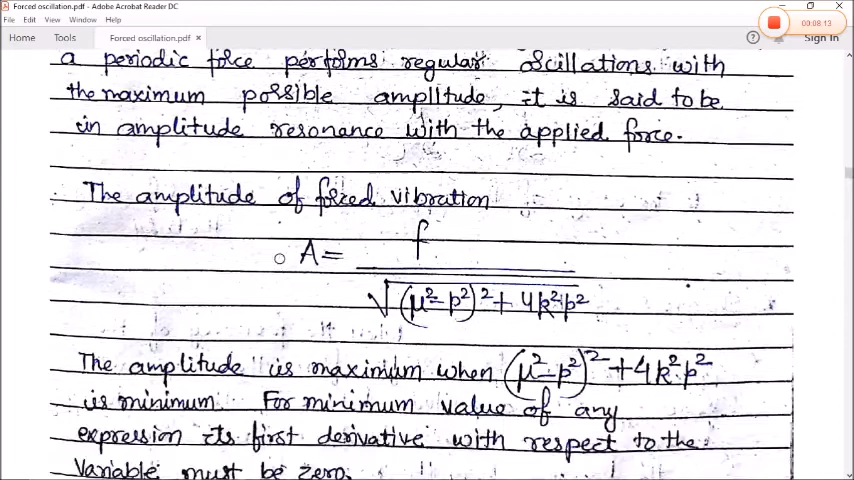 Forced oscillation.pdf - Adobe Acrobat Reader DC
File Edit View Window Help
Home Tools Forced oscillation.pdf × Sign In
00:08:13
a periodic force performs regular oscillations with
the maximum possible amplitude, it is said to be
in amplitude resonance with the applied force.
The amplitude of forced vibration
A = f
√(μ²-p²)²+4k²p²
The amplitude is maximum when (μ²-p²)²+4k²p²
is minimum. For minimum value of any
expression its first derivative with respect to the
variable must be zero.